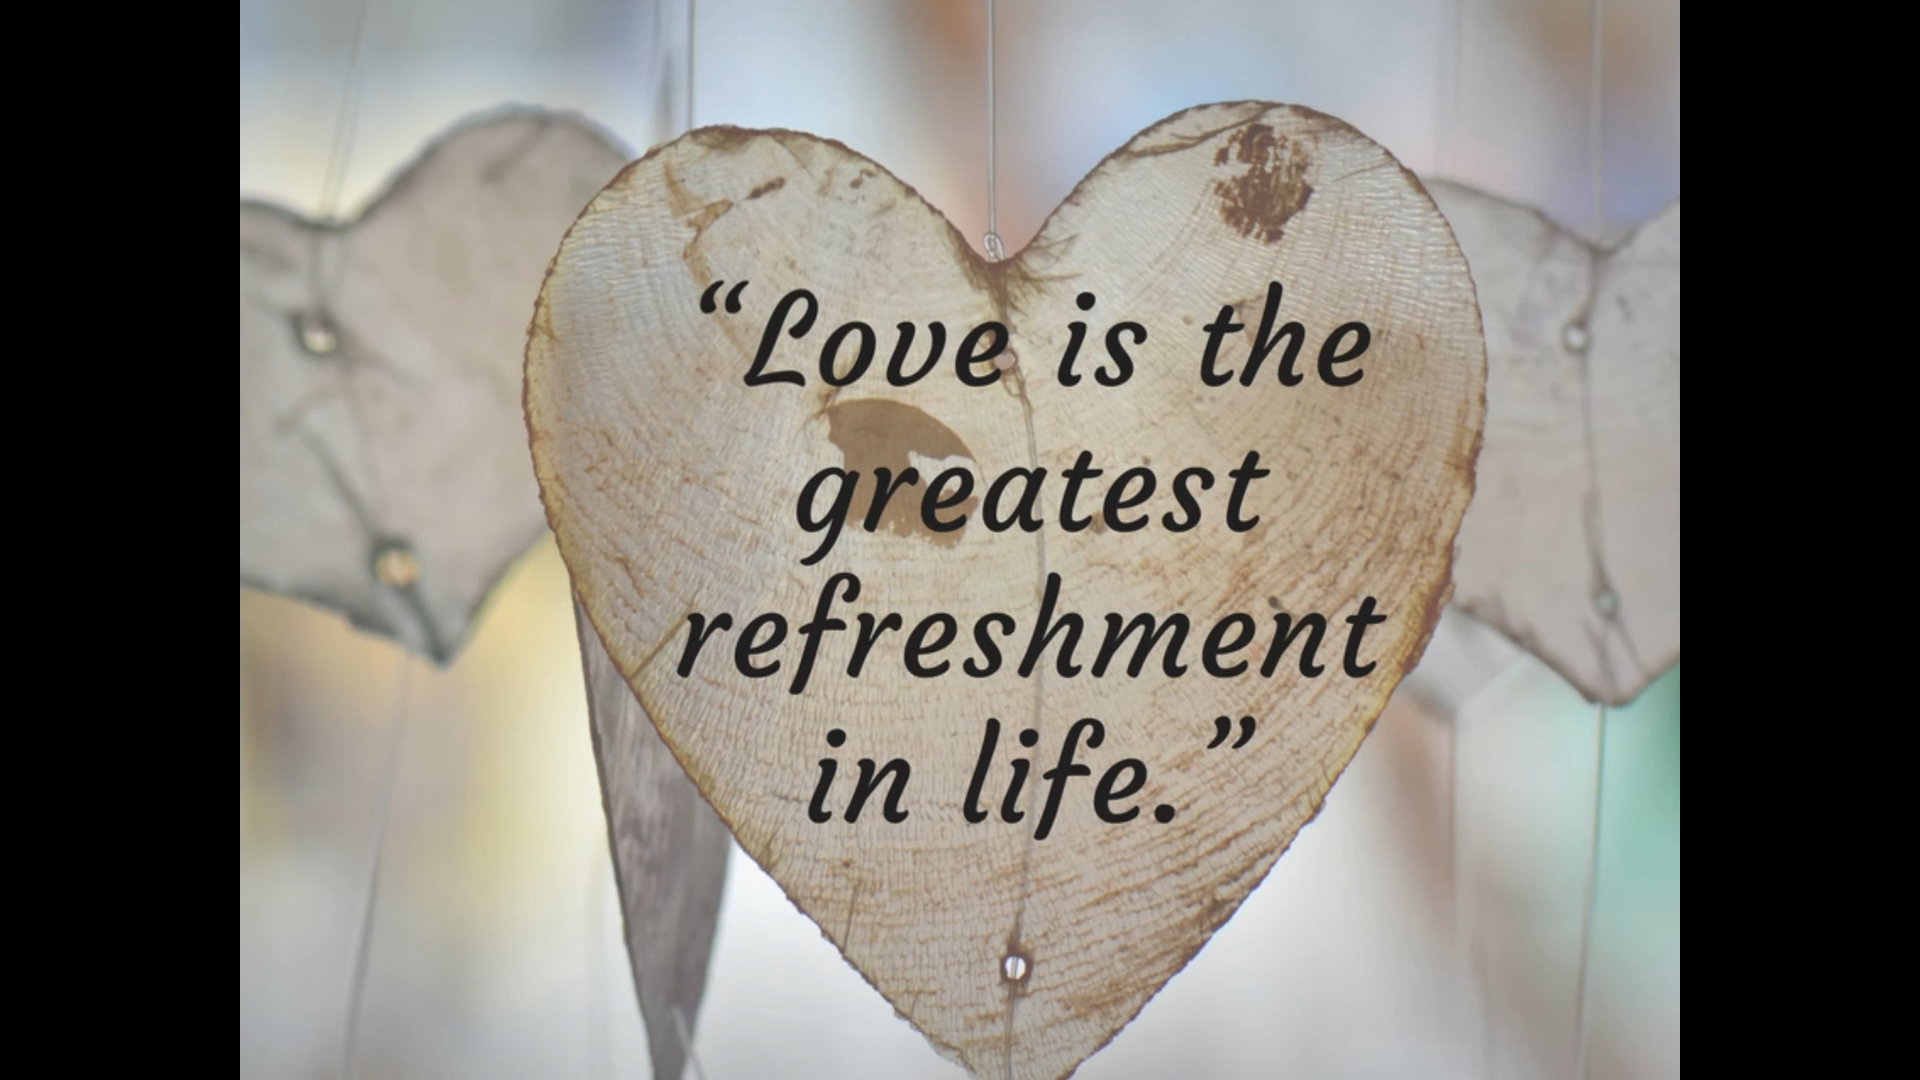 “Love is the
greatest
refreshment
in life.”